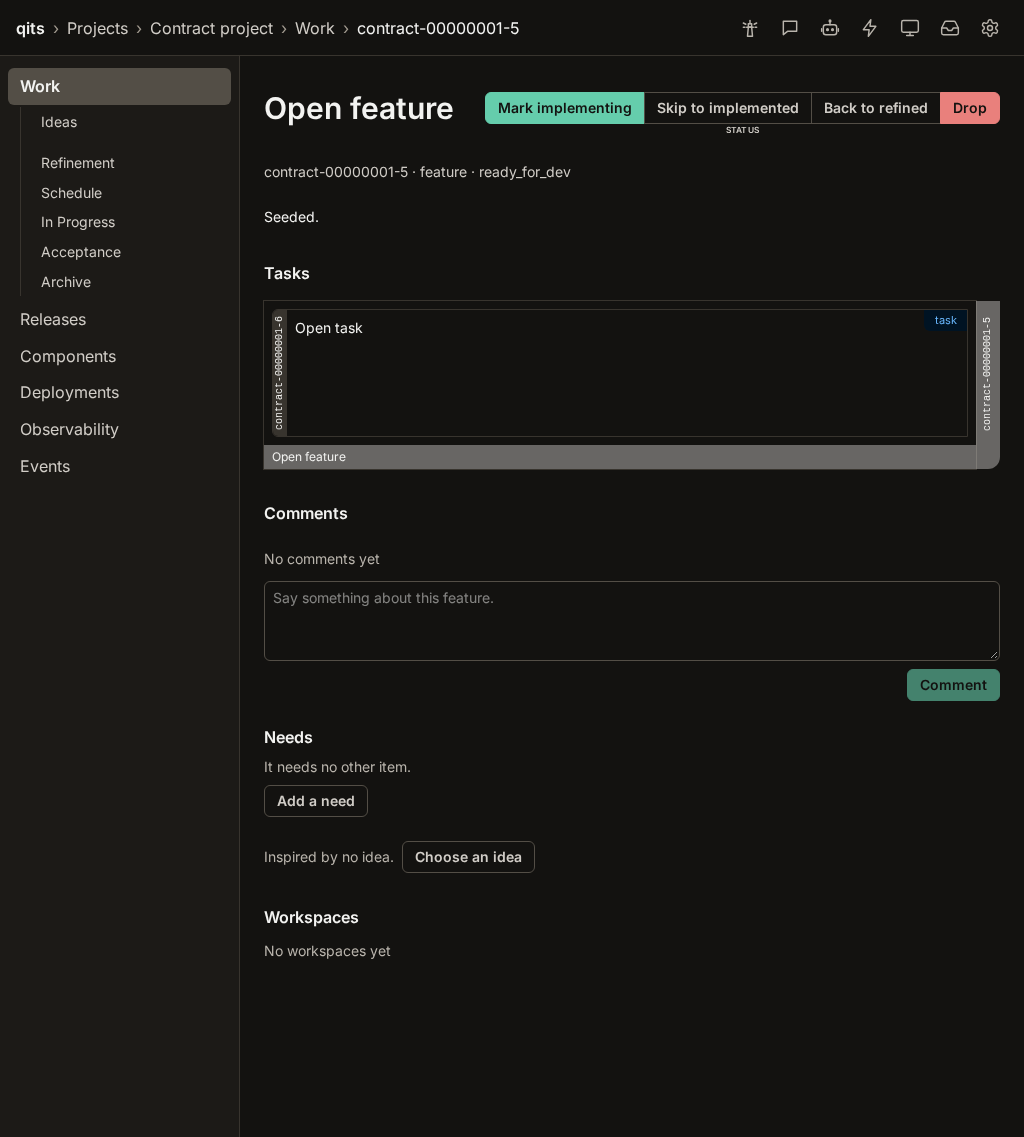 qits › Projects › Contract project › Work › contract-00000001-5
Work
Ideas
Refinement
Schedule
In Progress
Acceptance
Archive
Releases
Components
Deployments
Observability
Events
Open feature
Mark implementing
Skip to implemented
Back to refined
Drop
STATUS
contract-00000001-5 · feature · ready_for_dev
Seeded.
Tasks
contract-00000001-6
Open task
task
contract-00000001-5
Open feature
Comments
No comments yet
Say something about this feature.
Comment
Needs
It needs no other item.
Add a need
Inspired by no idea.
Choose an idea
Workspaces
No workspaces yet